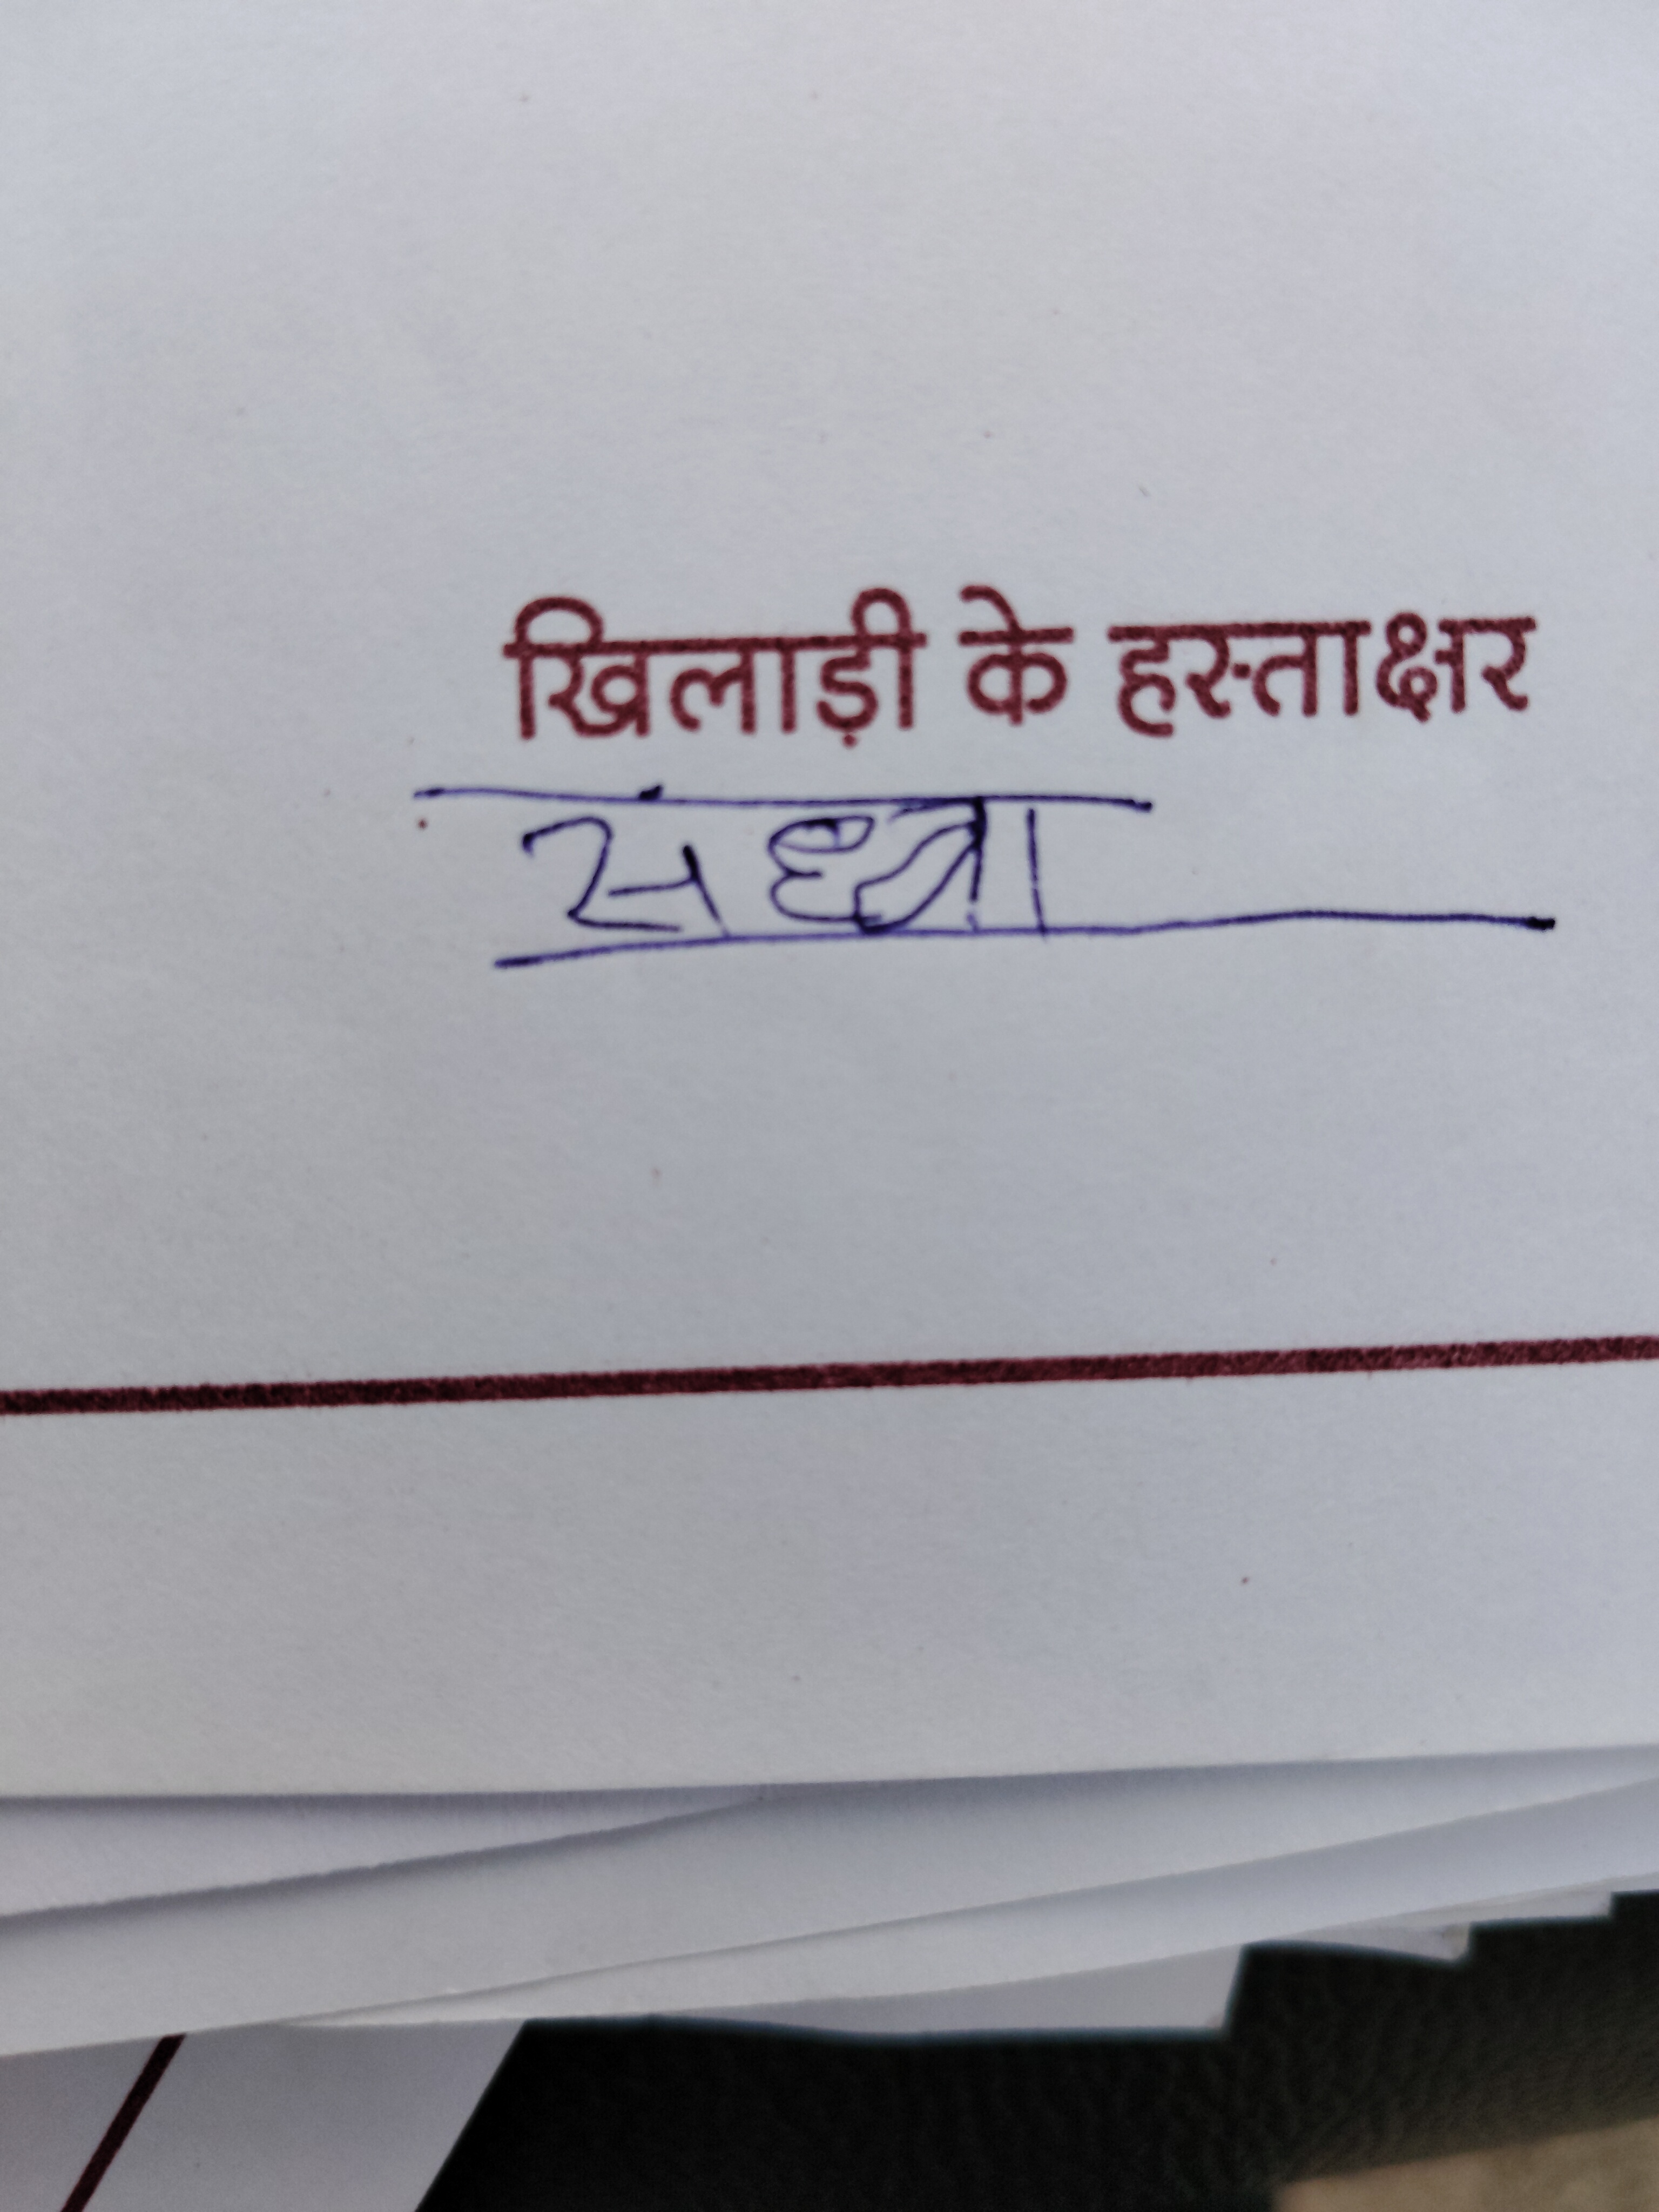 खिलाड़ी के हस्ताक्षर
संध्या